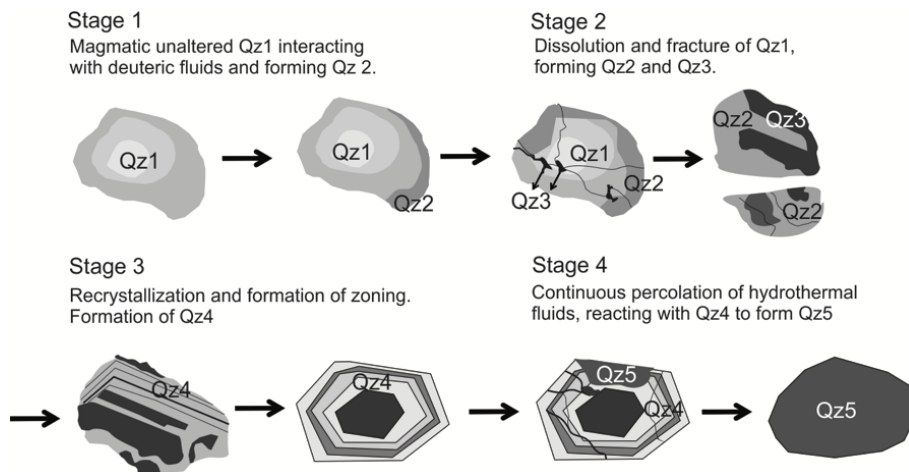 Stage 1
Magmatic unaltered Qz1 interacting
with deuteric fluids and forming Qz 2.
Qz1
Qz1
Qz2
Stage 2
Dissolution and fracture of Qz1,
forming Qz2 and Qz3.
Qz1
Qz2
Qz3
Qz2
Qz3
Qz2
Stage 3
Recrystallization and formation of zoning.
Formation of Qz4
Qz4
Qz4
Stage 4
Continuous percolation of hydrothermal
fluids, reacting with Qz4 to form Qz5
Qz5
Qz4
Qz5